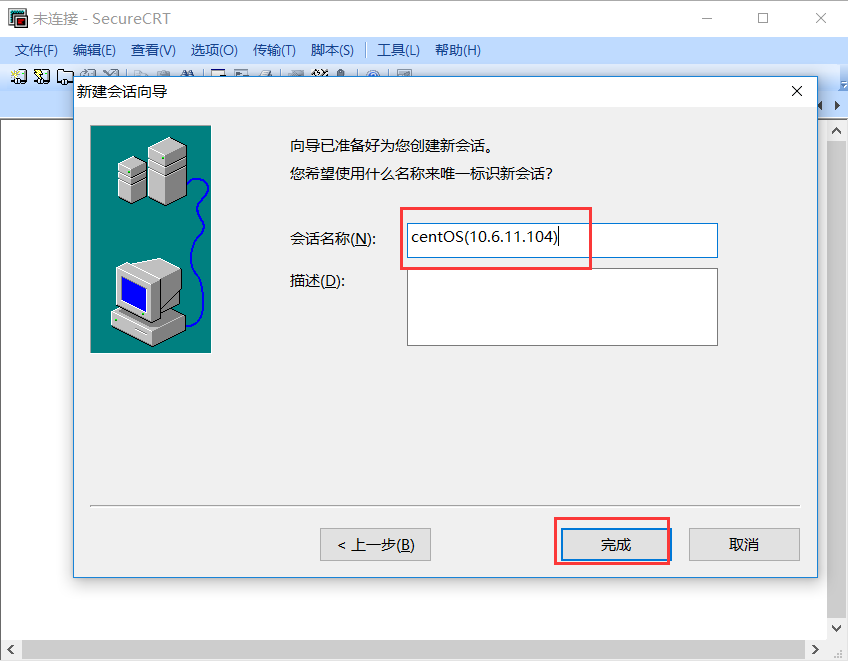 未连接 - SecureCRT
文件(F) 编辑(E) 查看(V) 选项(O) 传输(T) 脚本(S) 工具(L) 帮助(H)
新建会话向导
向导已准备好为您创建新会话。
您希望使用什么名称来唯一标识新会话?
会话名称(N): centOS(10.6.11.104)
描述(D):
< 上一步(B) 完成 取消